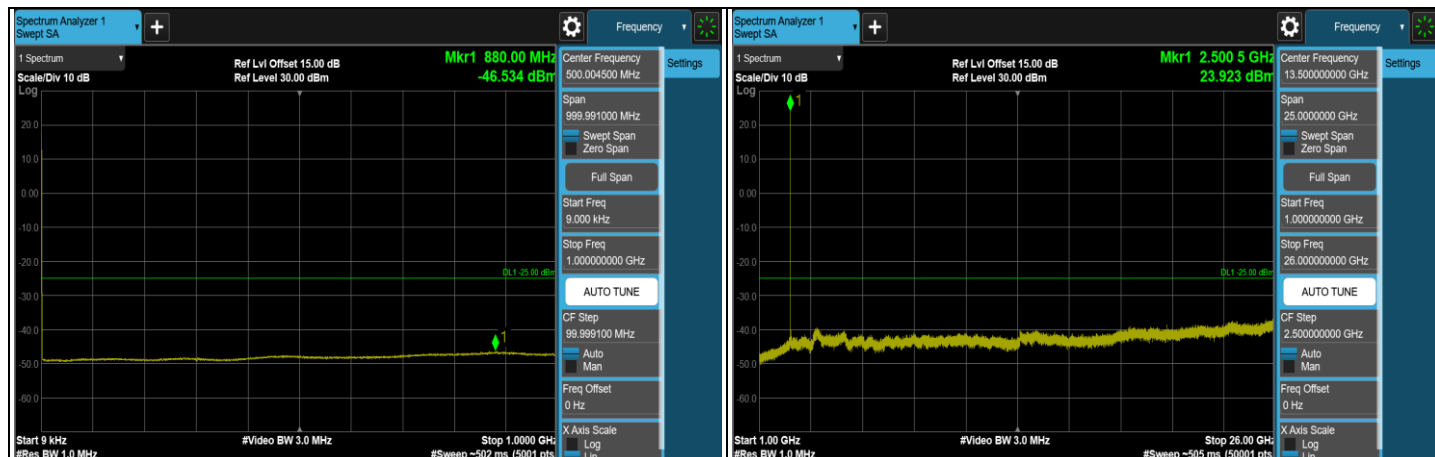 Spectrum Analyzer 1
Swept SA
+
Frequency
1 Spectrum
Ref Lvl Offset 15.00 dB
Mkr1 880.00 MHz
Scale/Div 10 dB
Ref Level 30.00 dBm
-46.534 dBm
Log
1
20.0
10.0
0.00
-10.0
-20.0
DL1 -25.00 dBm
-30.0
-40.0
-50.0
-60.0
Start 9 kHz
#Video BW 3.0 MHz
Stop 1.0000 GHz
#Res BW 1.0 MHz
#Sweep ~502 ms (5001 pts
Center Frequency
500.004500 MHz
Settings
Span
999.991000 MHz
Swept Span
Zero Span
Full Span
Start Freq
9.000 kHz
Stop Freq
1.000000000 GHz
AUTO TUNE
CF Step
99.999100 MHz
Auto
Man
Freq Offset
0 Hz
X Axis Scale
Log
Lin
Spectrum Analyzer 1
Swept SA
+
Frequency
1 Spectrum
Ref Lvl Offset 15.00 dB
Mkr1 2.500 5 GHz
Scale/Div 10 dB
Ref Level 30.00 dBm
23.923 dBm
Log
1
20.0
10.0
0.00
-10.0
-20.0
DL1 -25.00 dBm
-30.0
-40.0
-50.0
-60.0
Start 1.00 GHz
#Video BW 3.0 MHz
Stop 26.00 GHz
#Res BW 1.0 MHz
#Sweep ~505 ms (50001 pts
Center Frequency
13.500000000 GHz
Settings
Span
25.0000000 GHz
Swept Span
Zero Span
Full Span
Start Freq
1.000000000 GHz
Stop Freq
26.000000000 GHz
AUTO TUNE
CF Step
2.500000000 GHz
Auto
Man
Freq Offset
0 Hz
X Axis Scale
Log
Lin